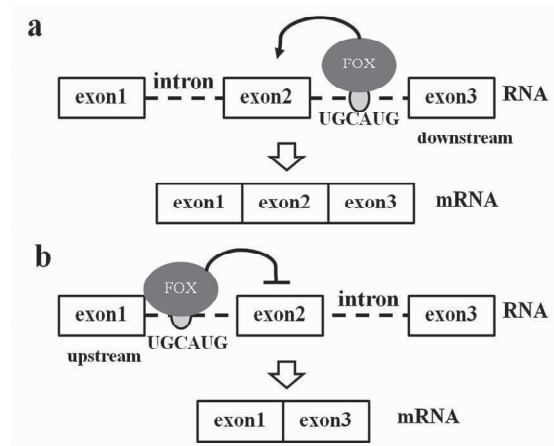 a
FOX
intron
exon1 exon2 exon3 RNA
UGCAUG
downstream
exon1 exon2 exon3 mRNA
b
FOX
intron
exon1 exon2 exon3 RNA
upstream UGCAUG
exon1 exon3 mRNA